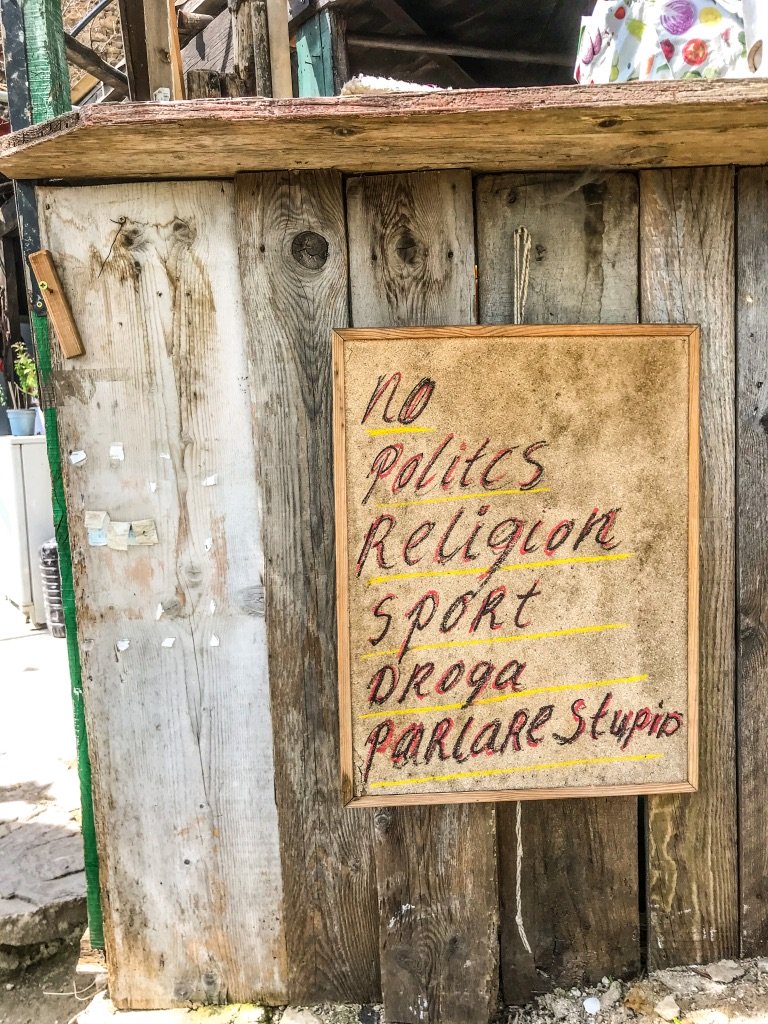 NO
Politcs
Religion
SPORT
DROGA
PARLARE StupiD